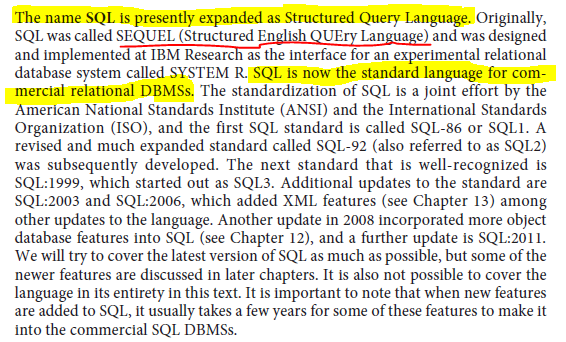 The name SQL is presently expanded as Structured Query Language. Originally,
SQL was called SEQUEL (Structured English QUEry Language) and was designed
and implemented at IBM Research as the interface for an experimental relational
database system called SYSTEM R. SQL is now the standard language for com-
mercial relational DBMSs. The standardization of SQL is a joint effort by the
American National Standards Institute (ANSI) and the International Standards
Organization (ISO), and the first SQL standard is called SQL-86 or SQL1. A
revised and much expanded standard called SQL-92 (also referred to as SQL2)
was subsequently developed. The next standard that is well-recognized is
SQL:1999, which started out as SQL3. Additional updates to the standard are
SQL:2003 and SQL:2006, which added XML features (see Chapter 13) among
other updates to the language. Another update in 2008 incorporated more object
database features into SQL (see Chapter 12), and a further update is SQL:2011.
We will try to cover the latest version of SQL as much as possible, but some of the
newer features are discussed in later chapters. It is also not possible to cover the
language in its entirety in this text. It is important to note that when new features
are added to SQL, it usually takes a few years for some of these features to make it
into the commercial SQL DBMSs.